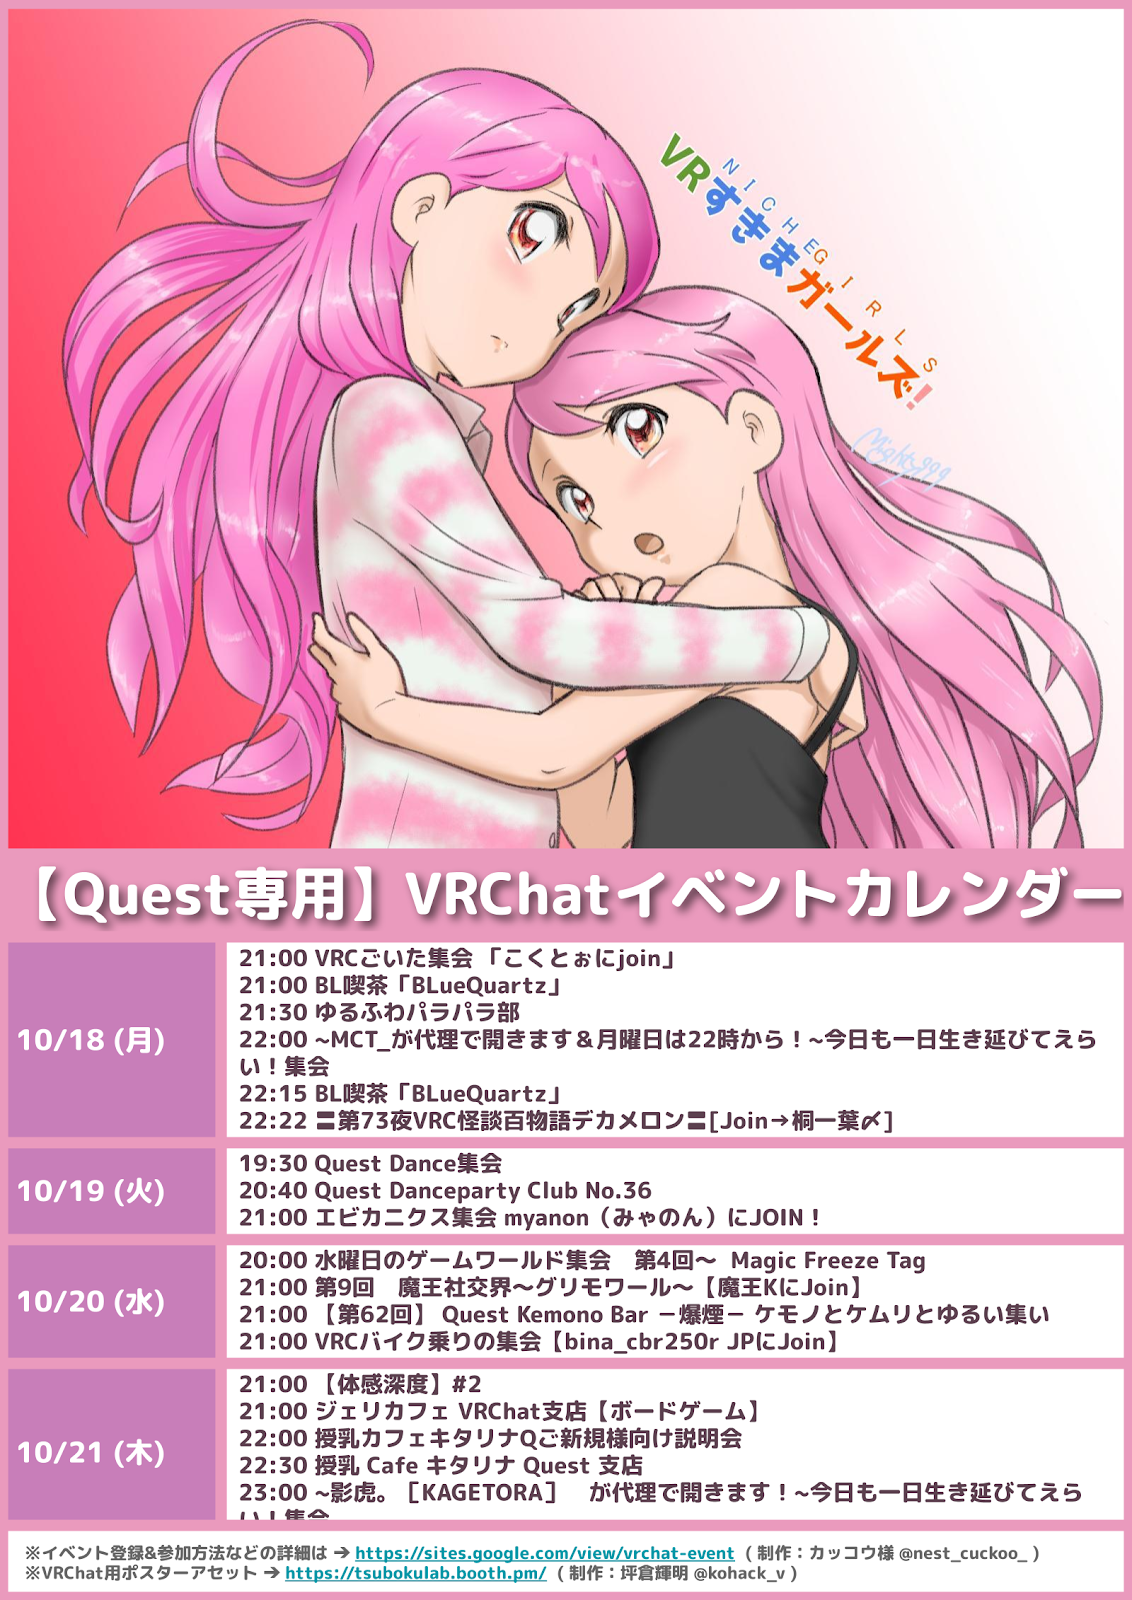 NICHE GIRLS
VRすきまガールズ!
Mighty999
【Quest専用】VRChatイベントカレンダー
10/18 (月)
21:00 VRCごいた集会 「こくとぉにjoin」
21:00 BL喫茶「BLueQuartz」
21:30 ゆるふわパラパラ部
22:00 ~MCT_が代理で開きます＆月曜日は22時から！~今日も一日生き延びてえら
い！集会
22:15 BL喫茶「BLueQuartz」
22:22 〓第73夜VRC怪談百物語デカメロン〓[Join→桐一葉〆]
10/19 (火)
19:30 Quest Dance集会
20:40 Quest Danceparty Club No.36
21:00 エビカニクス集会 myanon（みゃのん）にJOIN！
10/20 (水)
20:00 水曜日のゲームワールド集会　第4回～ Magic Freeze Tag
21:00 第9回　魔王社交界～グリモワール～【魔王KにJoin】
21:00 【第62回】 Quest Kemono Bar －爆煙－ ケモノとケムリとゆるい集い
21:00 VRCバイク乗りの集会【bina_cbr250r JPにJoin】
10/21 (木)
21:00 【体感深度】#2
21:00 ジェリカフェ VRChat支店【ボードゲーム】
22:00 授乳カフェキタリナQご新規様向け説明会
22:30 授乳 Cafe キタリナ Quest 支店
23:00 ~影虎。［KAGETORA］　が代理で開きます！~今日も一日生き延びてえら
い！集会
※イベント登録&参加方法などの詳細は → https://sites.google.com/view/vrchat-event ( 制作：カッコウ様 @nest_cuckoo_ )
※VRChat用ポスターアセット → https://tsubokulab.booth.pm/ ( 制作：坪倉輝明 @kohack_v )